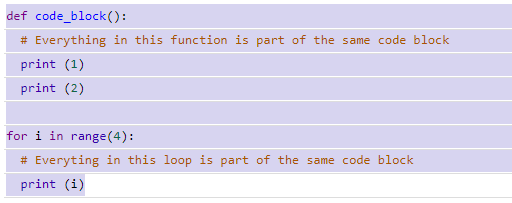 def code_block():
  # Everything in this function is part of the same code block
  print (1)
  print (2)

for i in range(4):
  # Everyting in this loop is part of the same code block
  print (i)